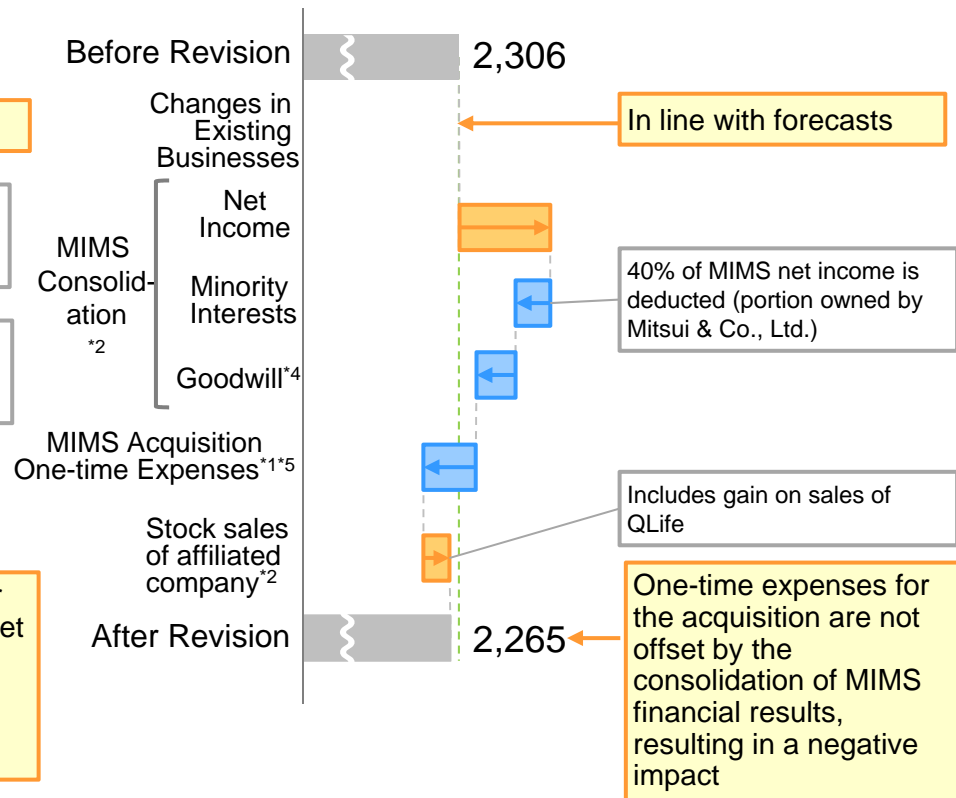 Before Revision
2,306
Changes in
Existing
Businesses
In line with forecasts
MIMS
Consolid-
ation
*2
Net
Income
Minority
Interests
40% of MIMS net income is
deducted (portion owned by
Mitsui & Co., Ltd.)
Goodwill*4
MIMS Acquisition
One-time Expenses*1*5
Stock sales
of affiliated
company*2
Includes gain on sales of
QLife
et
After Revision
2,265
One-time expenses for
the acquisition are not
offset by the
consolidation of MIMS
financial results,
resulting in a negative
impact